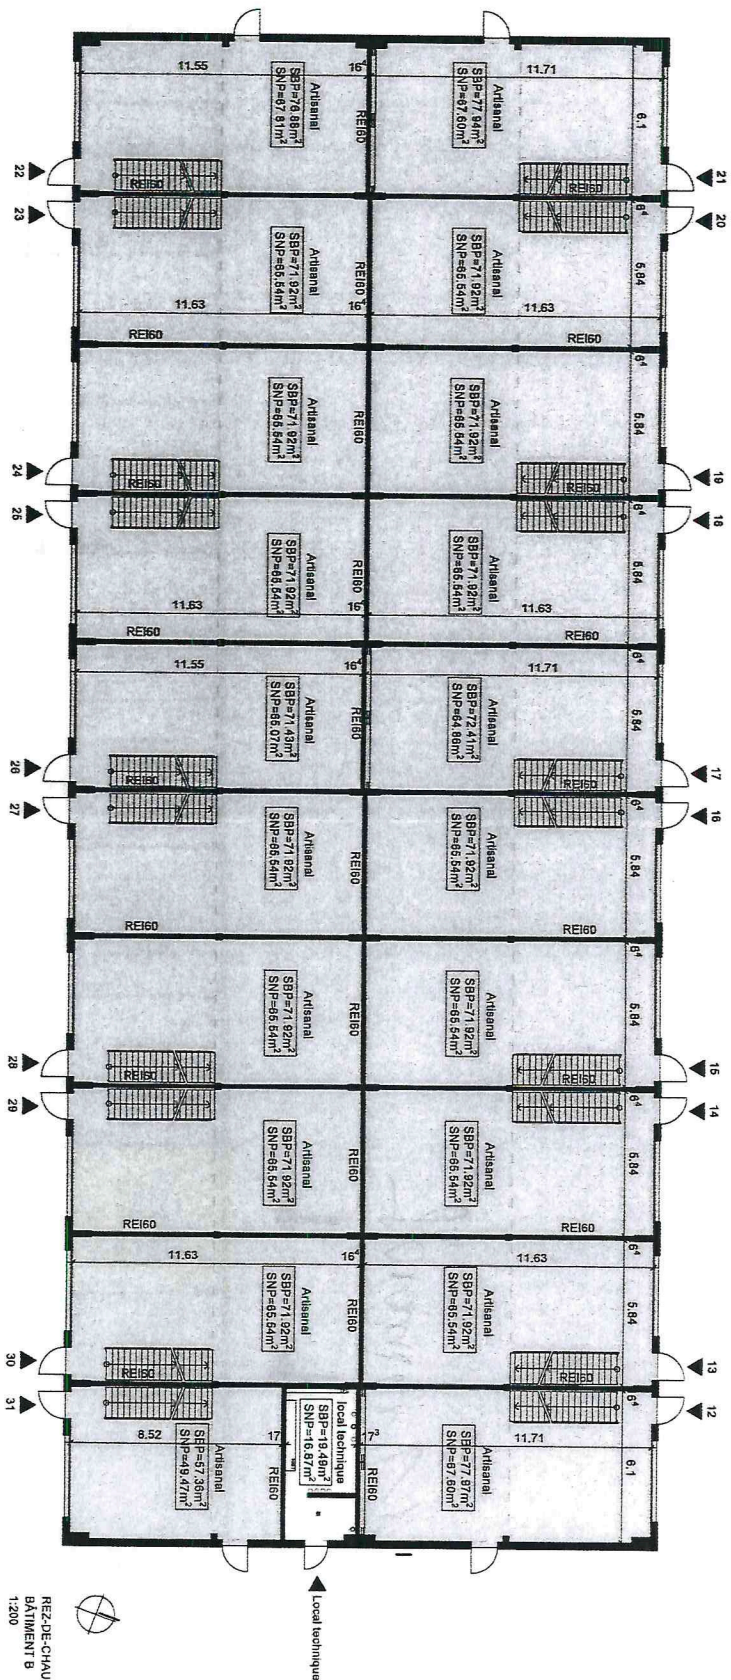 11.55
16⁴
11.71
Artisanal
SBP=76.88m²
SNP=67.81m²
REI60
Artisanal
SBP=77.94m²
SNP=67.60m²
6.1
22
REI60
REI60
21
23
20
6⁴
Artisanal
SBP=71.92m²
SNP=65.54m²
REI60
Artisanal
SBP=71.92m²
SNP=65.54m²
5.84
11.63
16⁴
11.63
REI60
REI60
6⁴
Artisanal
SBP=71.92m²
SNP=65.54m²
REI60
Artisanal
SBP=71.92m²
SNP=65.54m²
5.84
24
REI60
REI60
19
25
18
6⁴
Artisanal
SBP=71.92m²
SNP=65.54m²
REI60
Artisanal
SBP=71.92m²
SNP=65.54m²
5.84
11.63
16⁴
11.63
REI60
REI60
6⁴
11.55
16⁴
11.71
Artisanal
SBP=71.43m²
SNP=65.07m²
REI60
Artisanal
SBP=72.41m²
SNP=64.86m²
5.84
26
REI60
REI60
17
27
16
6⁴
Artisanal
SBP=71.92m²
SNP=65.54m²
REI60
Artisanal
SBP=71.92m²
SNP=65.54m²
5.84
REI60
REI60
6⁴
Artisanal
SBP=71.92m²
SNP=65.54m²
REI60
Artisanal
SBP=71.92m²
SNP=65.54m²
5.84
28
REI60
REI60
15
29
14
6⁴
Artisanal
SBP=71.92m²
SNP=65.54m²
REI60
Artisanal
SBP=71.92m²
SNP=65.54m²
5.84
REI60
REI60
6⁴
11.63
16⁴
11.63
Artisanal
SBP=71.92m²
SNP=65.54m²
REI60
Artisanal
SBP=71.92m²
SNP=65.54m²
5.84
30
REI60
REI60
13
31
12
6⁴
8.52
17
17³
11.71
Artisanal
SBP=57.36m²
SNP=49.47m²
REI60
local technique
SBP=19.49m²
SNP=16.87m²
REI60
Artisanal
SBP=77.97m²
SNP=67.60m²
6.1
Local technique
REZ-DE-CHAU
BÂTIMENT B
1:200